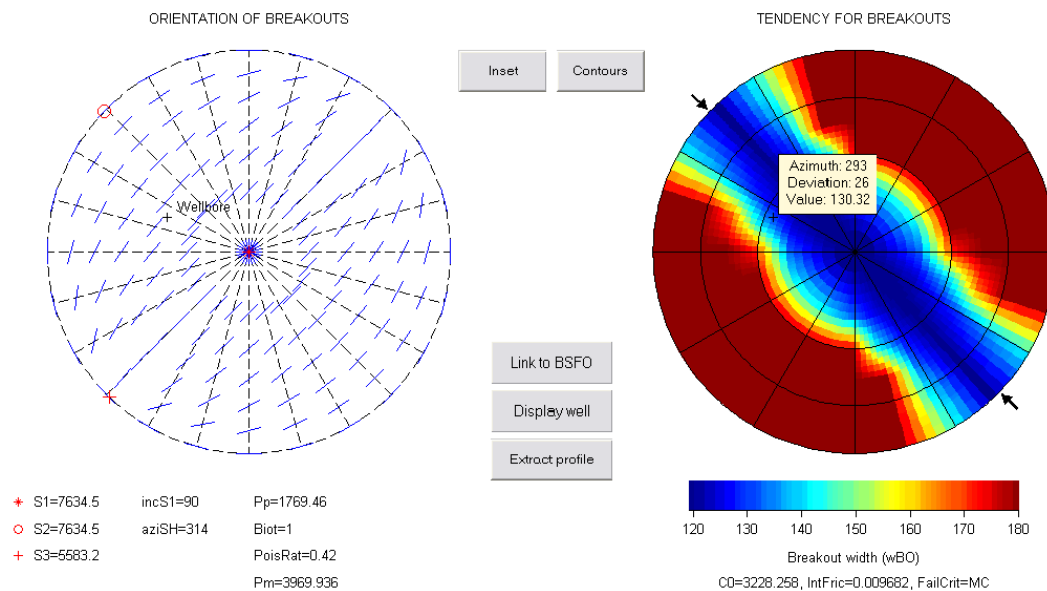 ORIENTATION OF BREAKOUTS
TENDENCY FOR BREAKOUTS
Inset
Contours
Wellbore
Azimuth: 293
Deviation: 26
Value: 130.32
Link to BSFO
Display well
Extract profile
S1=7634.5 incS1=90 Pp=1769.46
S2=7634.5 aziSH=314 Biot=1
S3=5583.2 PoisRat=0.42
Pm=3969.936
120 130 140 150 160 170 180
Breakout width (wBO)
C0=3228.258, IntFric=0.009682, FailCrit=MC